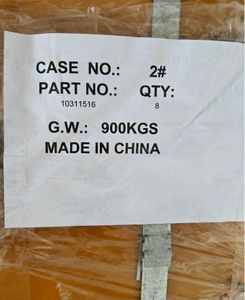 CASE NO.: 2#
PART NO.: QTY:
10311516 8
G.W.: 900KGS
MADE IN CHINA